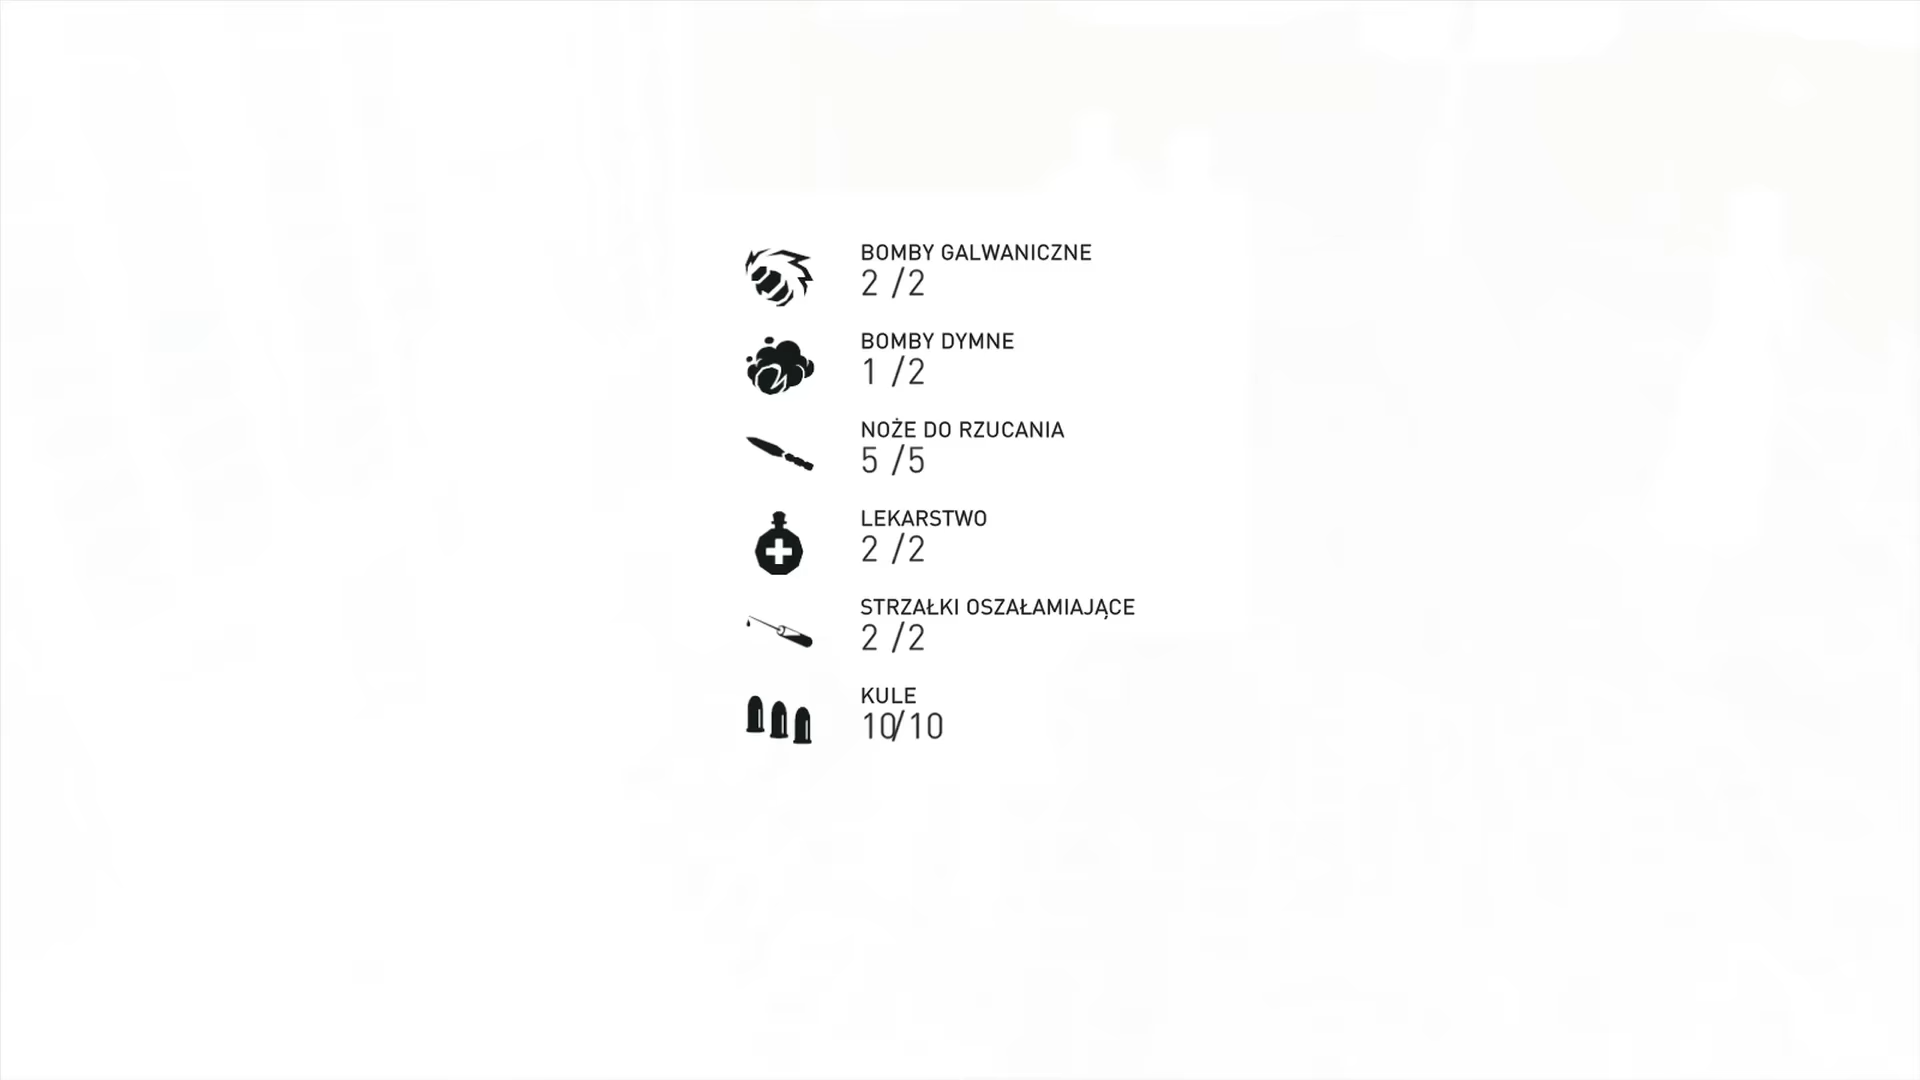 BOMBY GALWANICZNE
2 /2
BOMBY DYMNE
1 /2
NOŻE DO RZUCANIA
5 /5
LEKARSTWO
2 /2
STRZAŁKI OSZAŁAMIAJĄCE
2 /2
KULE
10/10